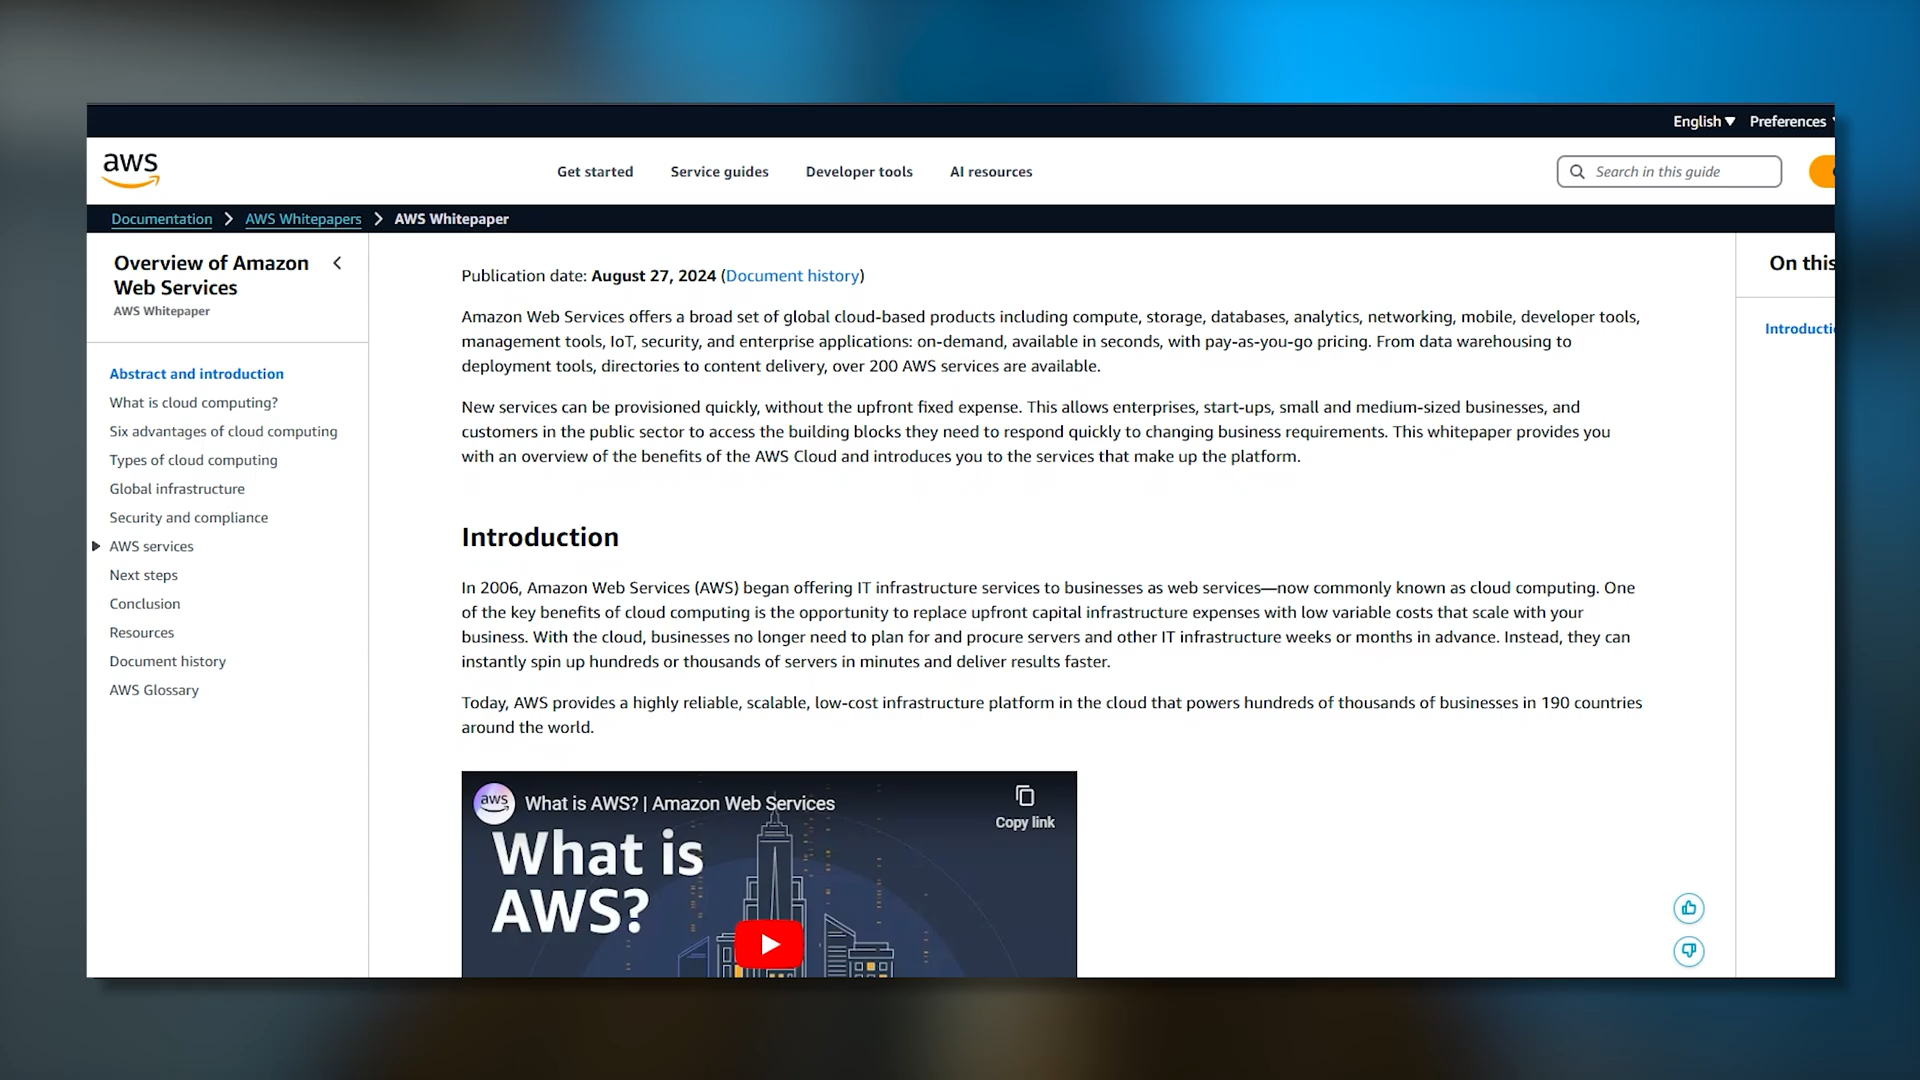 English ▼ Preferences
aws
Get started Service guides Developer tools AI resources
Search in this guide
Documentation > AWS Whitepapers > AWS Whitepaper
Overview of Amazon
Web Services
AWS Whitepaper
Abstract and introduction
What is cloud computing?
Six advantages of cloud computing
Types of cloud computing
Global infrastructure
Security and compliance
AWS services
Next steps
Conclusion
Resources
Document history
AWS Glossary
Publication date: August 27, 2024 (Document history)
Amazon Web Services offers a broad set of global cloud-based products including compute, storage, databases, analytics, networking, mobile, developer tools,
management tools, IoT, security, and enterprise applications: on-demand, available in seconds, with pay-as-you-go pricing. From data warehousing to
deployment tools, directories to content delivery, over 200 AWS services are available.
New services can be provisioned quickly, without the upfront fixed expense. This allows enterprises, start-ups, small and medium-sized businesses, and
customers in the public sector to access the building blocks they need to respond quickly to changing business requirements. This whitepaper provides you
with an overview of the benefits of the AWS Cloud and introduces you to the services that make up the platform.
Introduction
In 2006, Amazon Web Services (AWS) began offering IT infrastructure services to businesses as web services—now commonly known as cloud computing. One
of the key benefits of cloud computing is the opportunity to replace upfront capital infrastructure expenses with low variable costs that scale with your
business. With the cloud, businesses no longer need to plan for and procure servers and other IT infrastructure weeks or months in advance. Instead, they can
instantly spin up hundreds or thousands of servers in minutes and deliver results faster.
Today, AWS provides a highly reliable, scalable, low-cost infrastructure platform in the cloud that powers hundreds of thousands of businesses in 190 countries
around the world.
aws What is AWS? | Amazon Web Services
Copy link
What is
AWS?
On this
Introducti